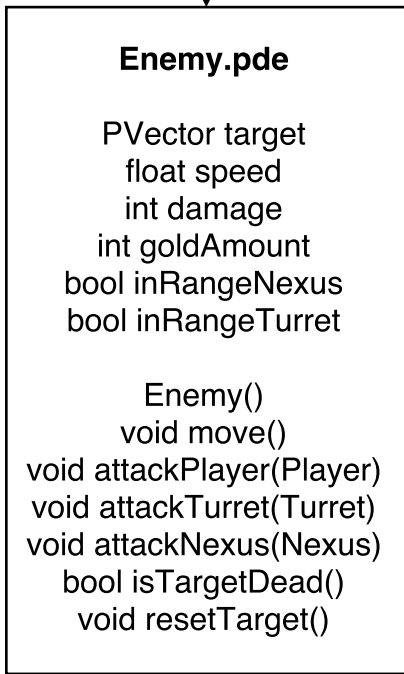 Enemy.pde
PVector target
float speed
int damage
int goldAmount
bool inRangeNexus
bool inRangeTurret
Enemy()
void move()
void attackPlayer(Player)
void attackTurret(Turret)
void attackNexus(Nexus)
bool isTargetDead()
void resetTarget()